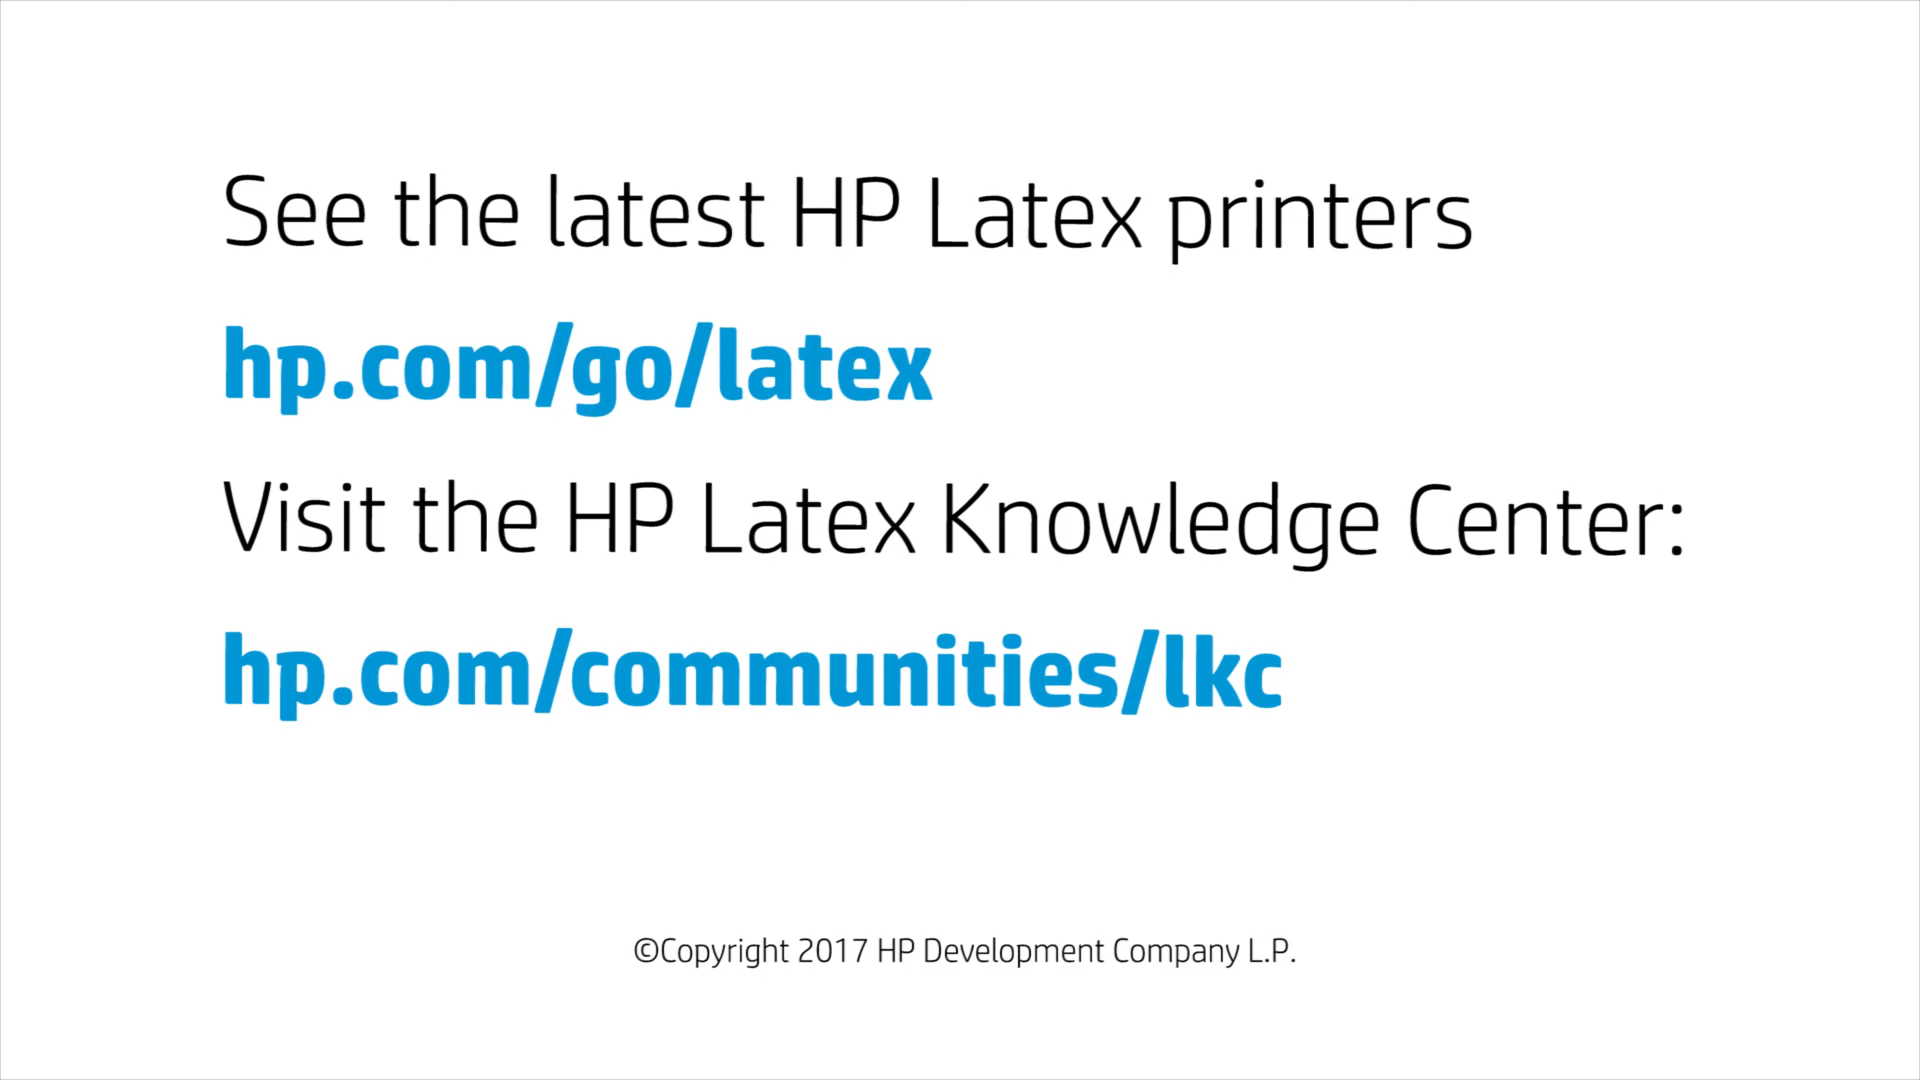 See the latest HP Latex printers
hp.com/go/latex
Visit the HP Latex Knowledge Center:
hp.com/communities/lkc
©Copyright 2017 HP Development Company L.P.